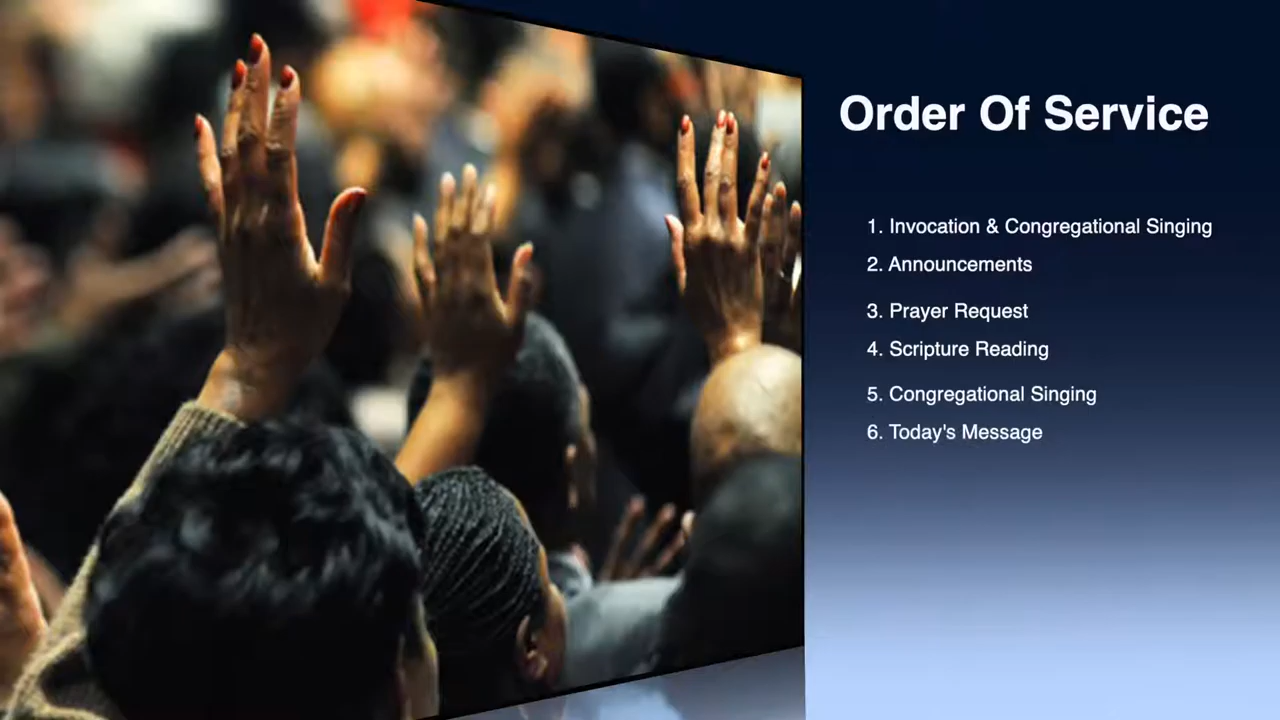 Order Of Service
1. Invocation & Congregational Singing
2. Announcements
3. Prayer Request
4. Scripture Reading
5. Congregational Singing
6. Today's Message